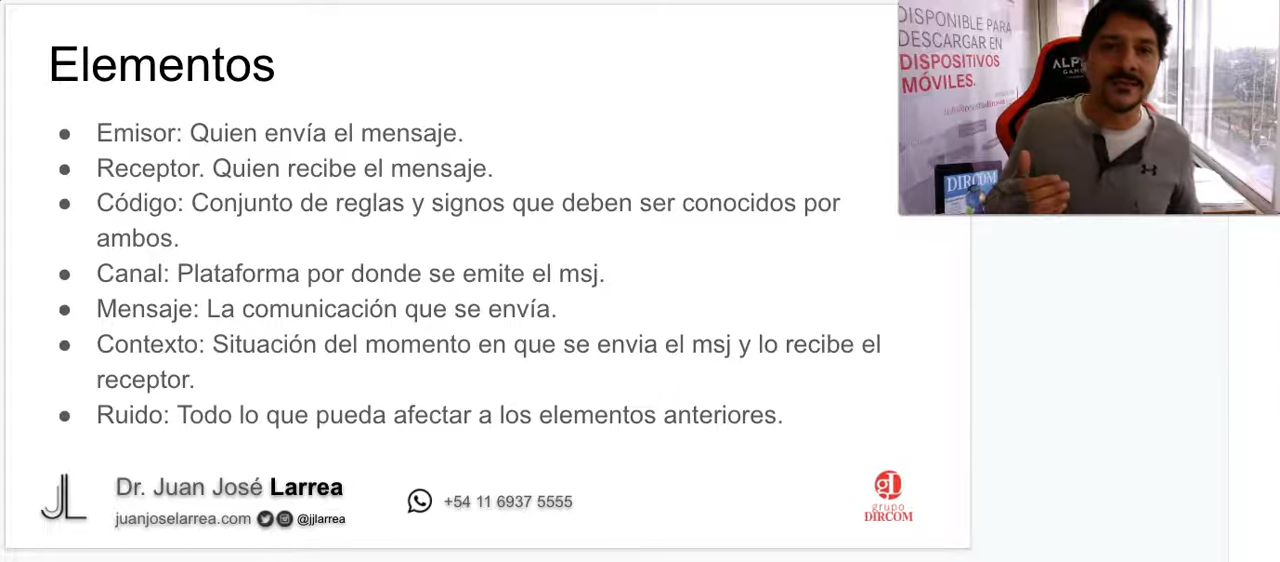 Elementos
● Emisor: Quien envía el mensaje.
● Receptor. Quien recibe el mensaje.
● Código: Conjunto de reglas y signos que deben ser conocidos por
ambos.
● Canal: Plataforma por donde se emite el msj.
● Mensaje: La comunicación que se envía.
● Contexto: Situación del momento en que se envia el msj y lo recibe el
receptor.
● Ruido: Todo lo que pueda afectar a los elementos anteriores.
JL
Dr. Juan José Larrea
juanjoselarrea.com @jjlarrea
+54 11 6937 5555
gD
grupo
DIRCOM
DISPONIBLE PARA
DESCARGAR EN
DISPOSITIVOS
MÓVILES.
DIRCOM